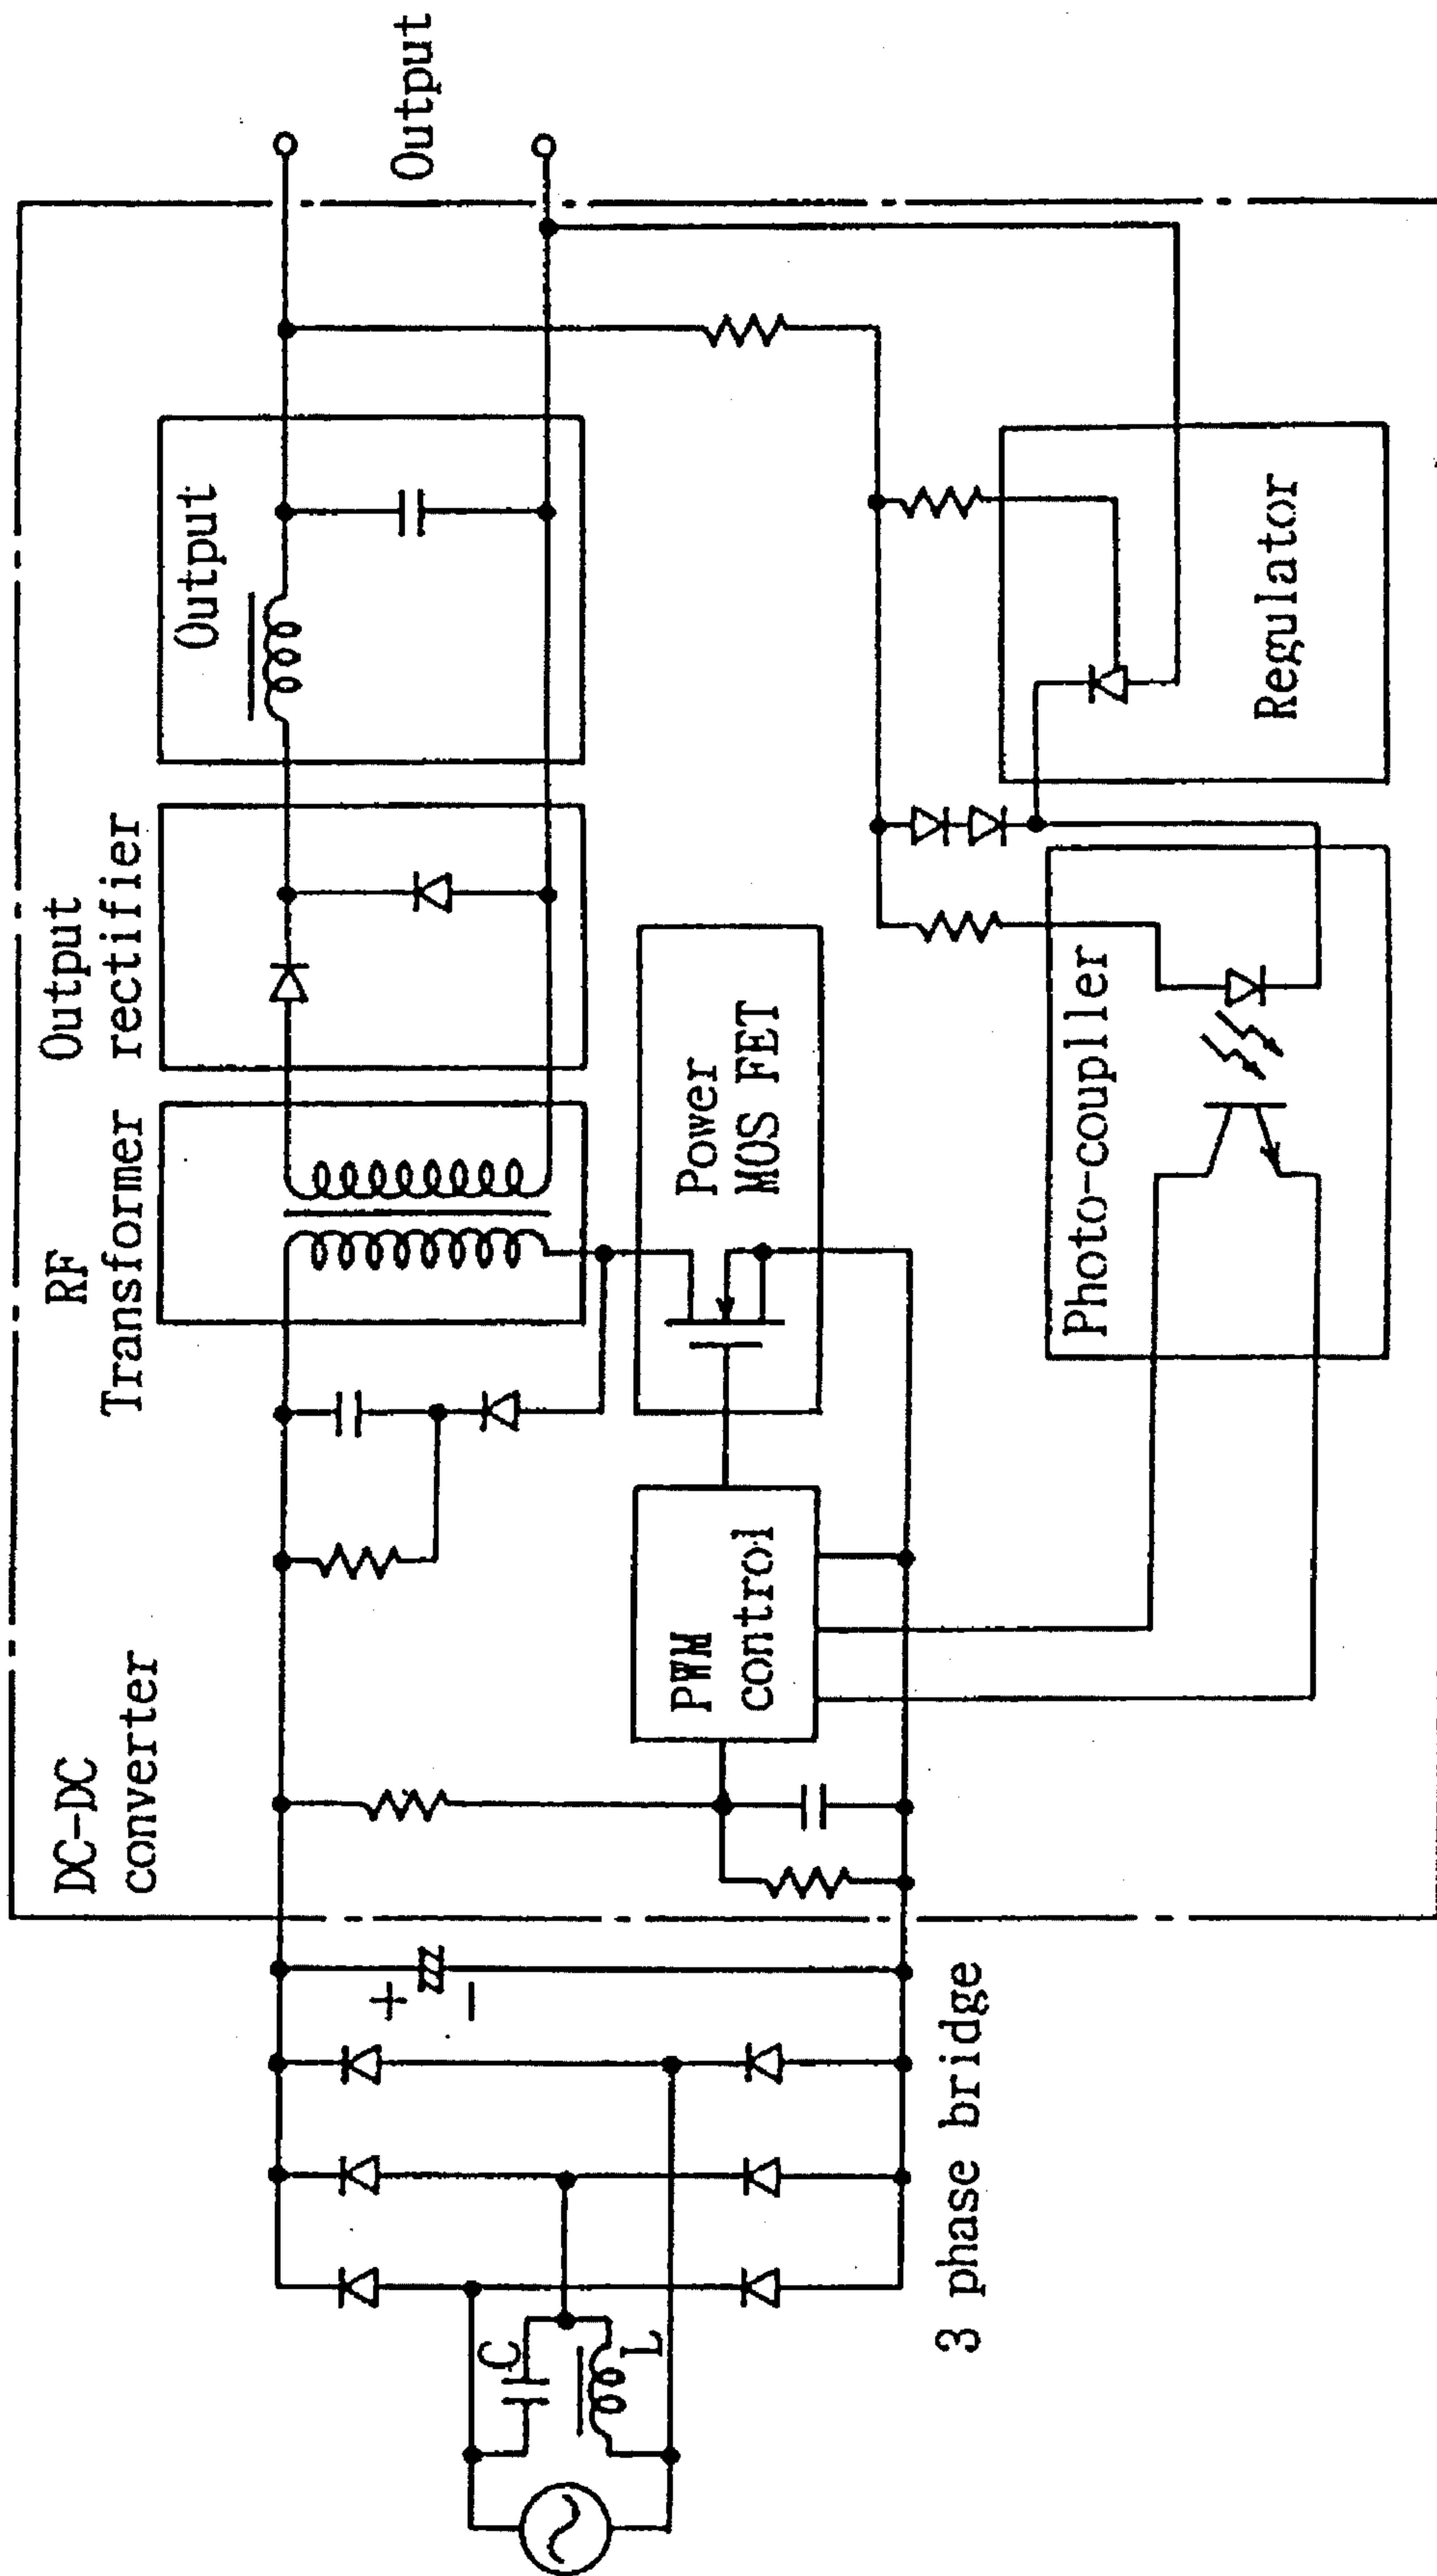 DC-DC
converter
RF
Transformer
Output
rectifier
Output
Output
PWM
control
Power
MOS FET
C
L
+
−
3 phase bridge
Photo-coupller
Regulator